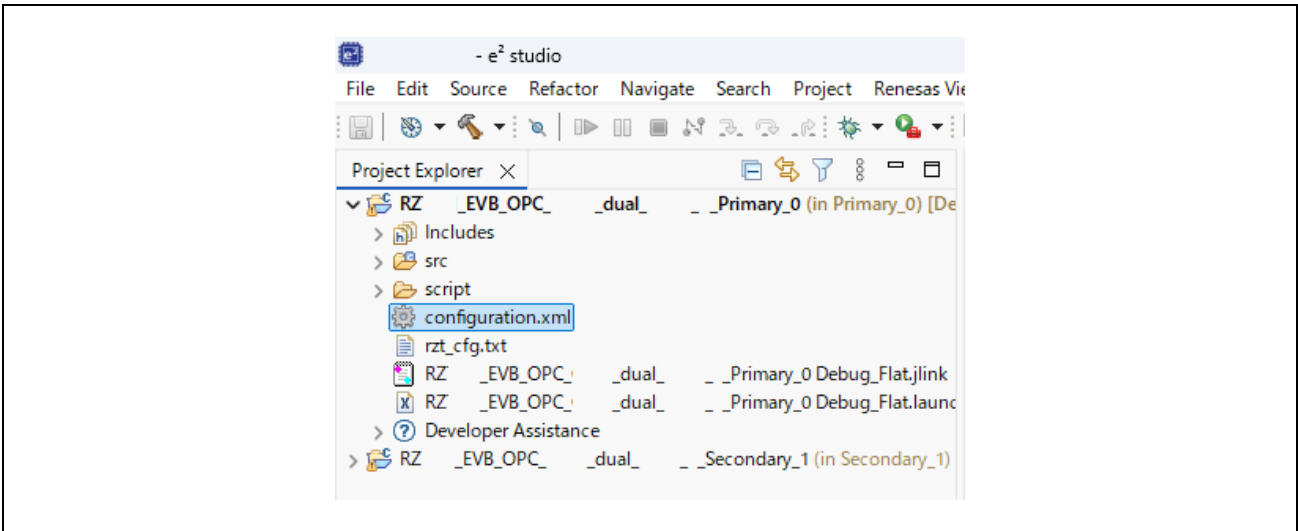 - e² studio
File Edit Source Refactor Navigate Search Project Renesas Vie
Project Explorer
RZ _EVB_OPC_ _dual_ _ _Primary_0 (in Primary_0) [De
Includes
src
script
configuration.xml
rzt_cfg.txt
RZ _EVB_OPC_ _dual_ _ _Primary_0 Debug_Flat.jlink
RZ _EVB_OPC_ _dual_ _ _Primary_0 Debug_Flat.launc
Developer Assistance
RZ _EVB_OPC_ _dual_ _ _Secondary_1 (in Secondary_1)